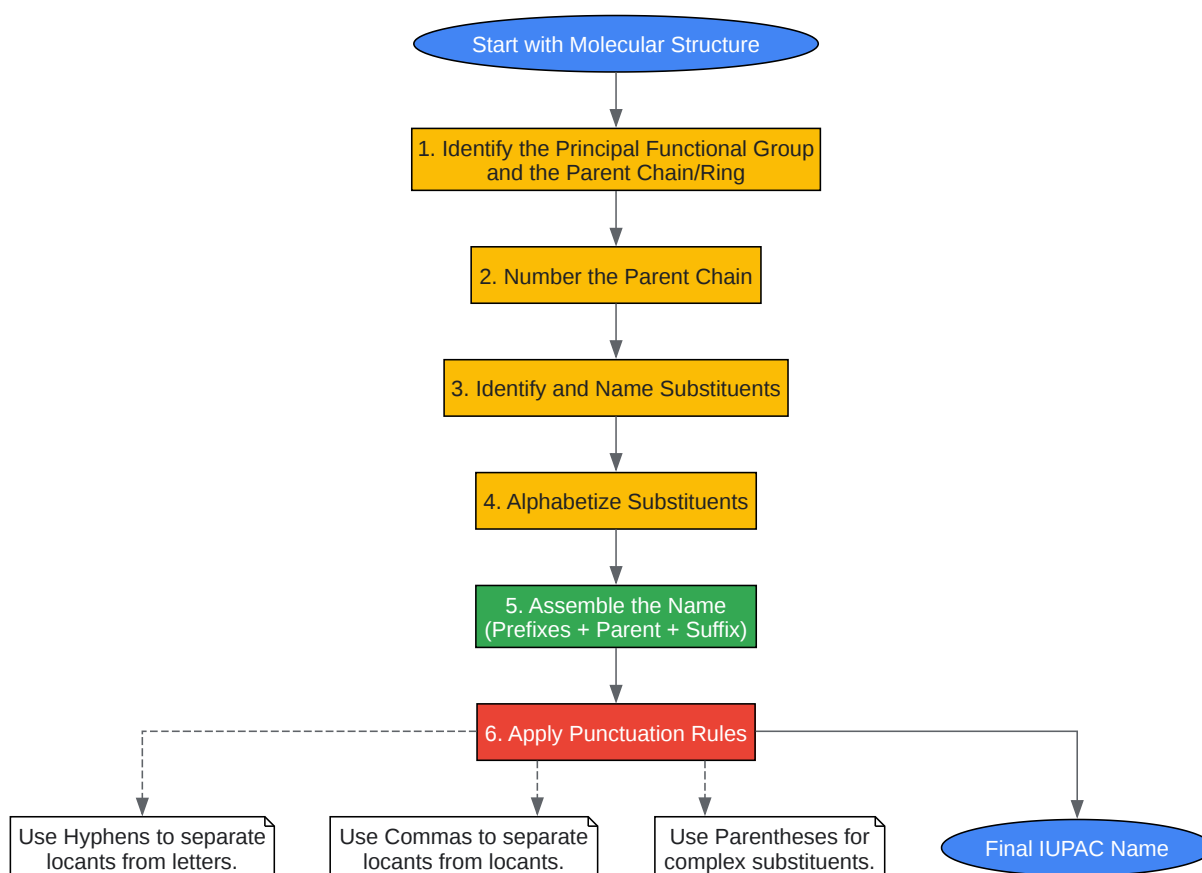 Start with Molecular Structure
1. Identify the Principal Functional Group
and the Parent Chain/Ring
2. Number the Parent Chain
3. Identify and Name Substituents
4. Alphabetize Substituents
5. Assemble the Name
(Prefixes + Parent + Suffix)
6. Apply Punctuation Rules
Use Hyphens to separate
locants from letters.
Use Commas to separate
locants from locants.
Use Parentheses for
complex substituents.
Final IUPAC Name